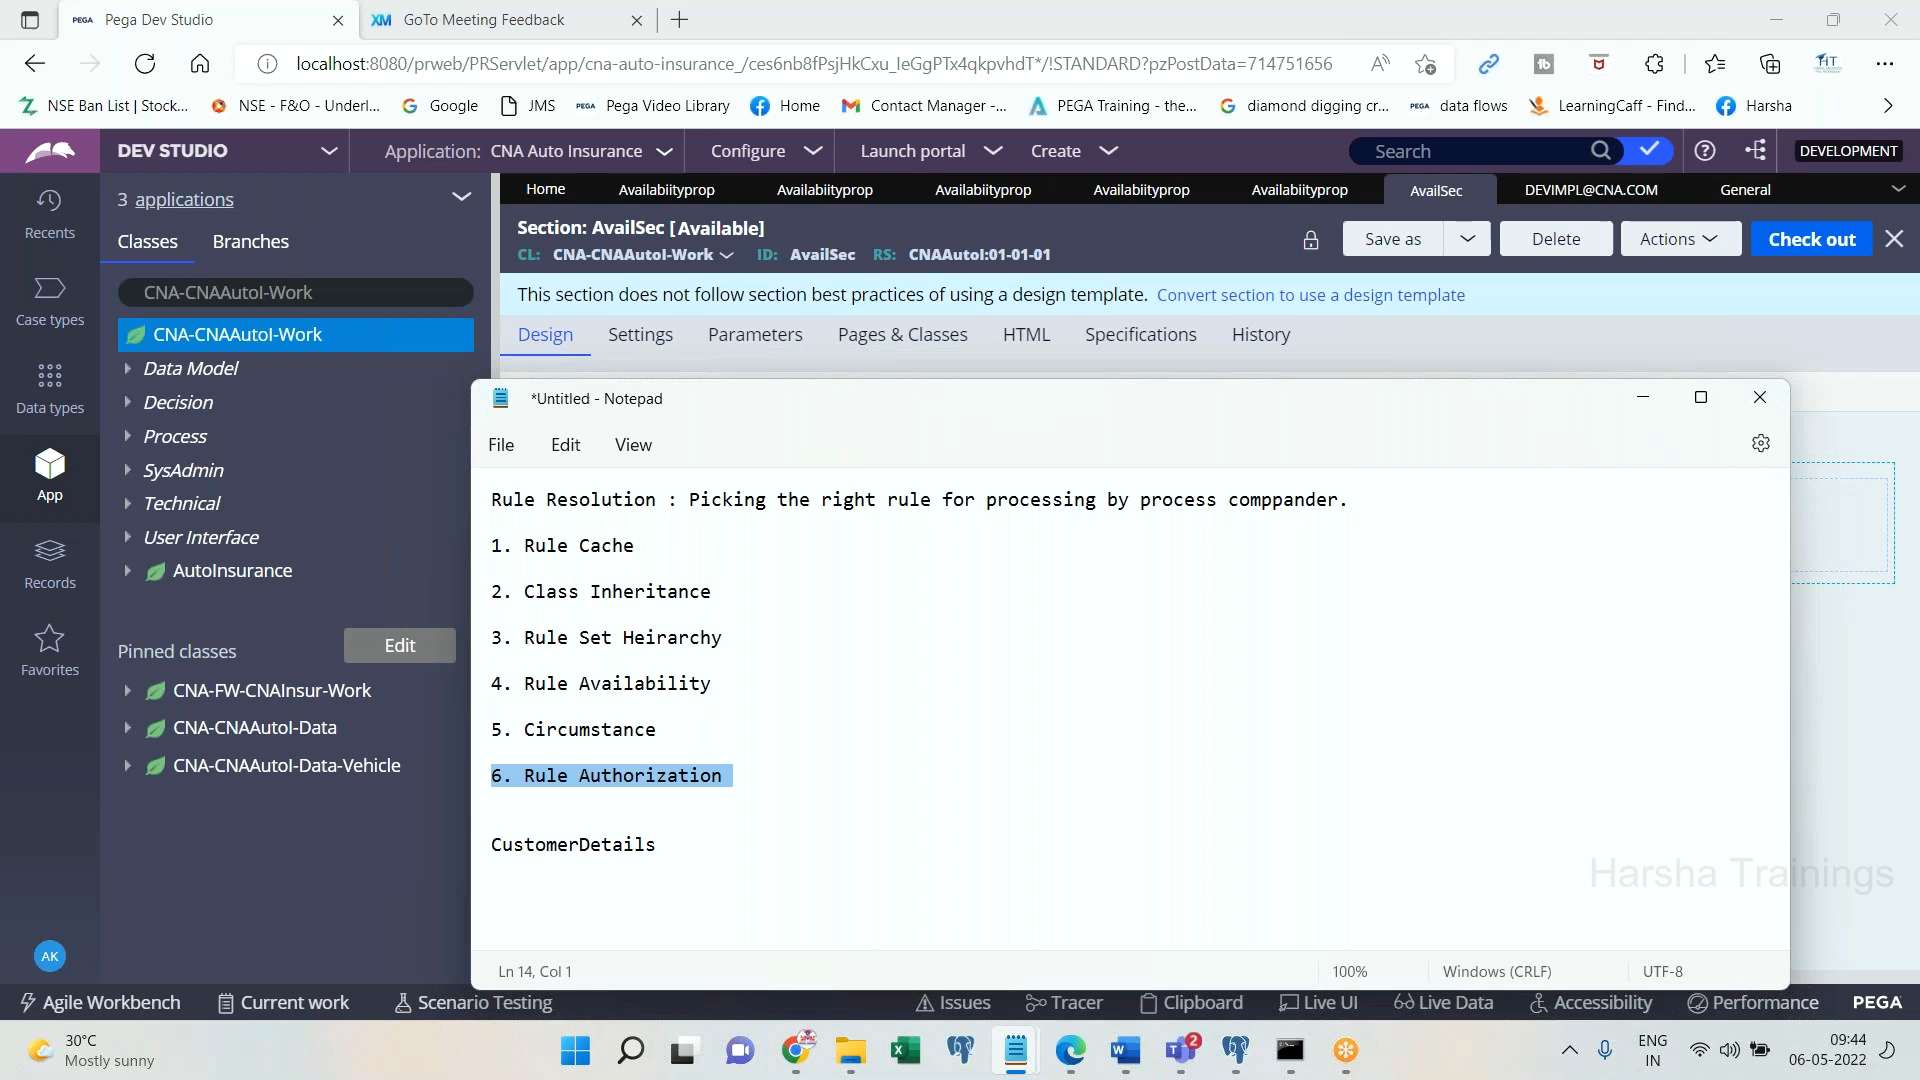 PEGA Pega Dev Studio
XM GoTo Meeting Feedback
localhost:8080/prweb/PRServlet/app/cna-auto-insurance_/ces6nb8fPsjHkCxu_IeGgPTx4qkpvhdT*/!STANDARD?pzPostData=714751656
NSE Ban List | Stock... NSE - F&O - Underl... Google JMS PEGA Pega Video Library Home Contact Manager -... PEGA Training - the... diamond digging cr... PEGA data flows LearningCaff - Find... Harsha
DEV STUDIO Application: CNA Auto Insurance Configure Launch portal Create Search DEVELOPMENT
Recents
Case types
Data types
App
Records
Favorites
AK
3 applications
Classes Branches
CNA-CNAAutoI-Work
CNA-CNAAutoI-Work
Data Model
Decision
Process
SysAdmin
Technical
User Interface
AutoInsurance
Pinned classes Edit
CNA-FW-CNAInsur-Work
CNA-CNAAutoI-Data
CNA-CNAAutoI-Data-Vehicle
Home Availabiityprop Availabiityprop Availabiityprop Availabiityprop Availabiityprop AvailSec DEVIMPL@CNA.COM General
Section: AvailSec [Available]
CL: CNA-CNAAutoI-Work ID: AvailSec RS: CNAAutoI:01-01-01
Save as Delete Actions Check out
This section does not follow section best practices of using a design template. Convert section to use a design template
Design Settings Parameters Pages & Classes HTML Specifications History
*Untitled - Notepad
File Edit View
Rule Resolution : Picking the right rule for processing by process comppander.
1. Rule Cache
2. Class Inheritance
3. Rule Set Heirarchy
4. Rule Availability
5. Circumstance
6. Rule Authorization
CustomerDetails
Harsha Trainings
Ln 14, Col 1 100% Windows (CRLF) UTF-8
Agile Workbench Current work Scenario Testing Issues Tracer Clipboard Live UI Live Data Accessibility Performance PEGA
30°C
Mostly sunny
2
ENG
IN
09:44
06-05-2022